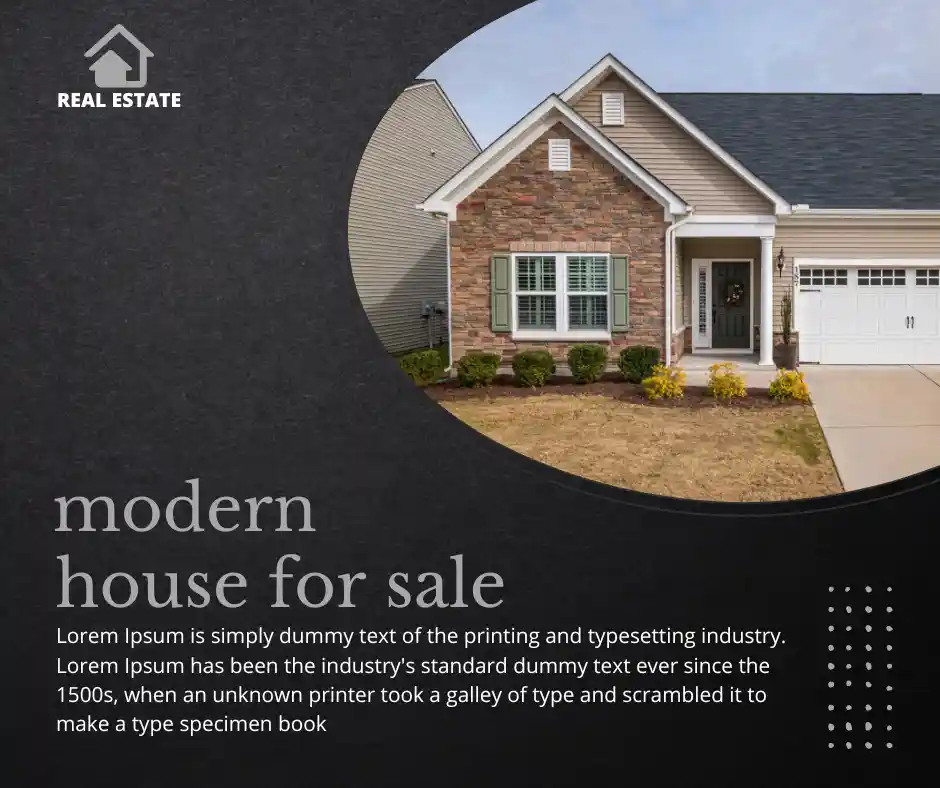 REAL ESTATE
187
modern
house for sale
Lorem Ipsum is simply dummy text of the printing and typesetting industry.
Lorem Ipsum has been the industry's standard dummy text ever since the
1500s, when an unknown printer took a galley of type and scrambled it to
make a type specimen book